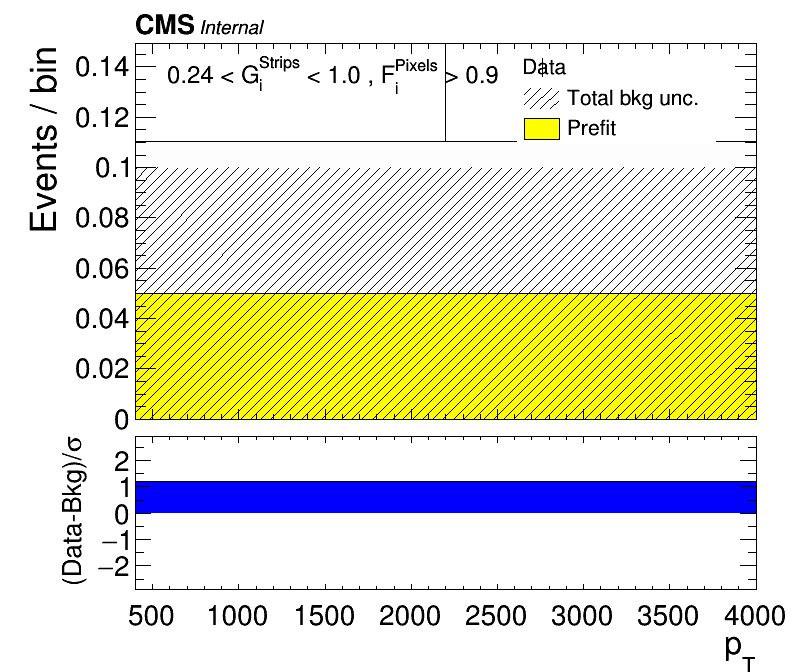 CMS Internal
Events / bin
0.14
0.12
0.1
0.08
0.06
0.04
0.02
0
0.24 < G_i^Strips < 1.0 , F_i^Pixels > 0.9
Data
Total bkg unc.
Prefit
(Data-Bkg)/σ
2
1
0
−1
−2
500 1000 1500 2000 2500 3000 3500 4000
p_T